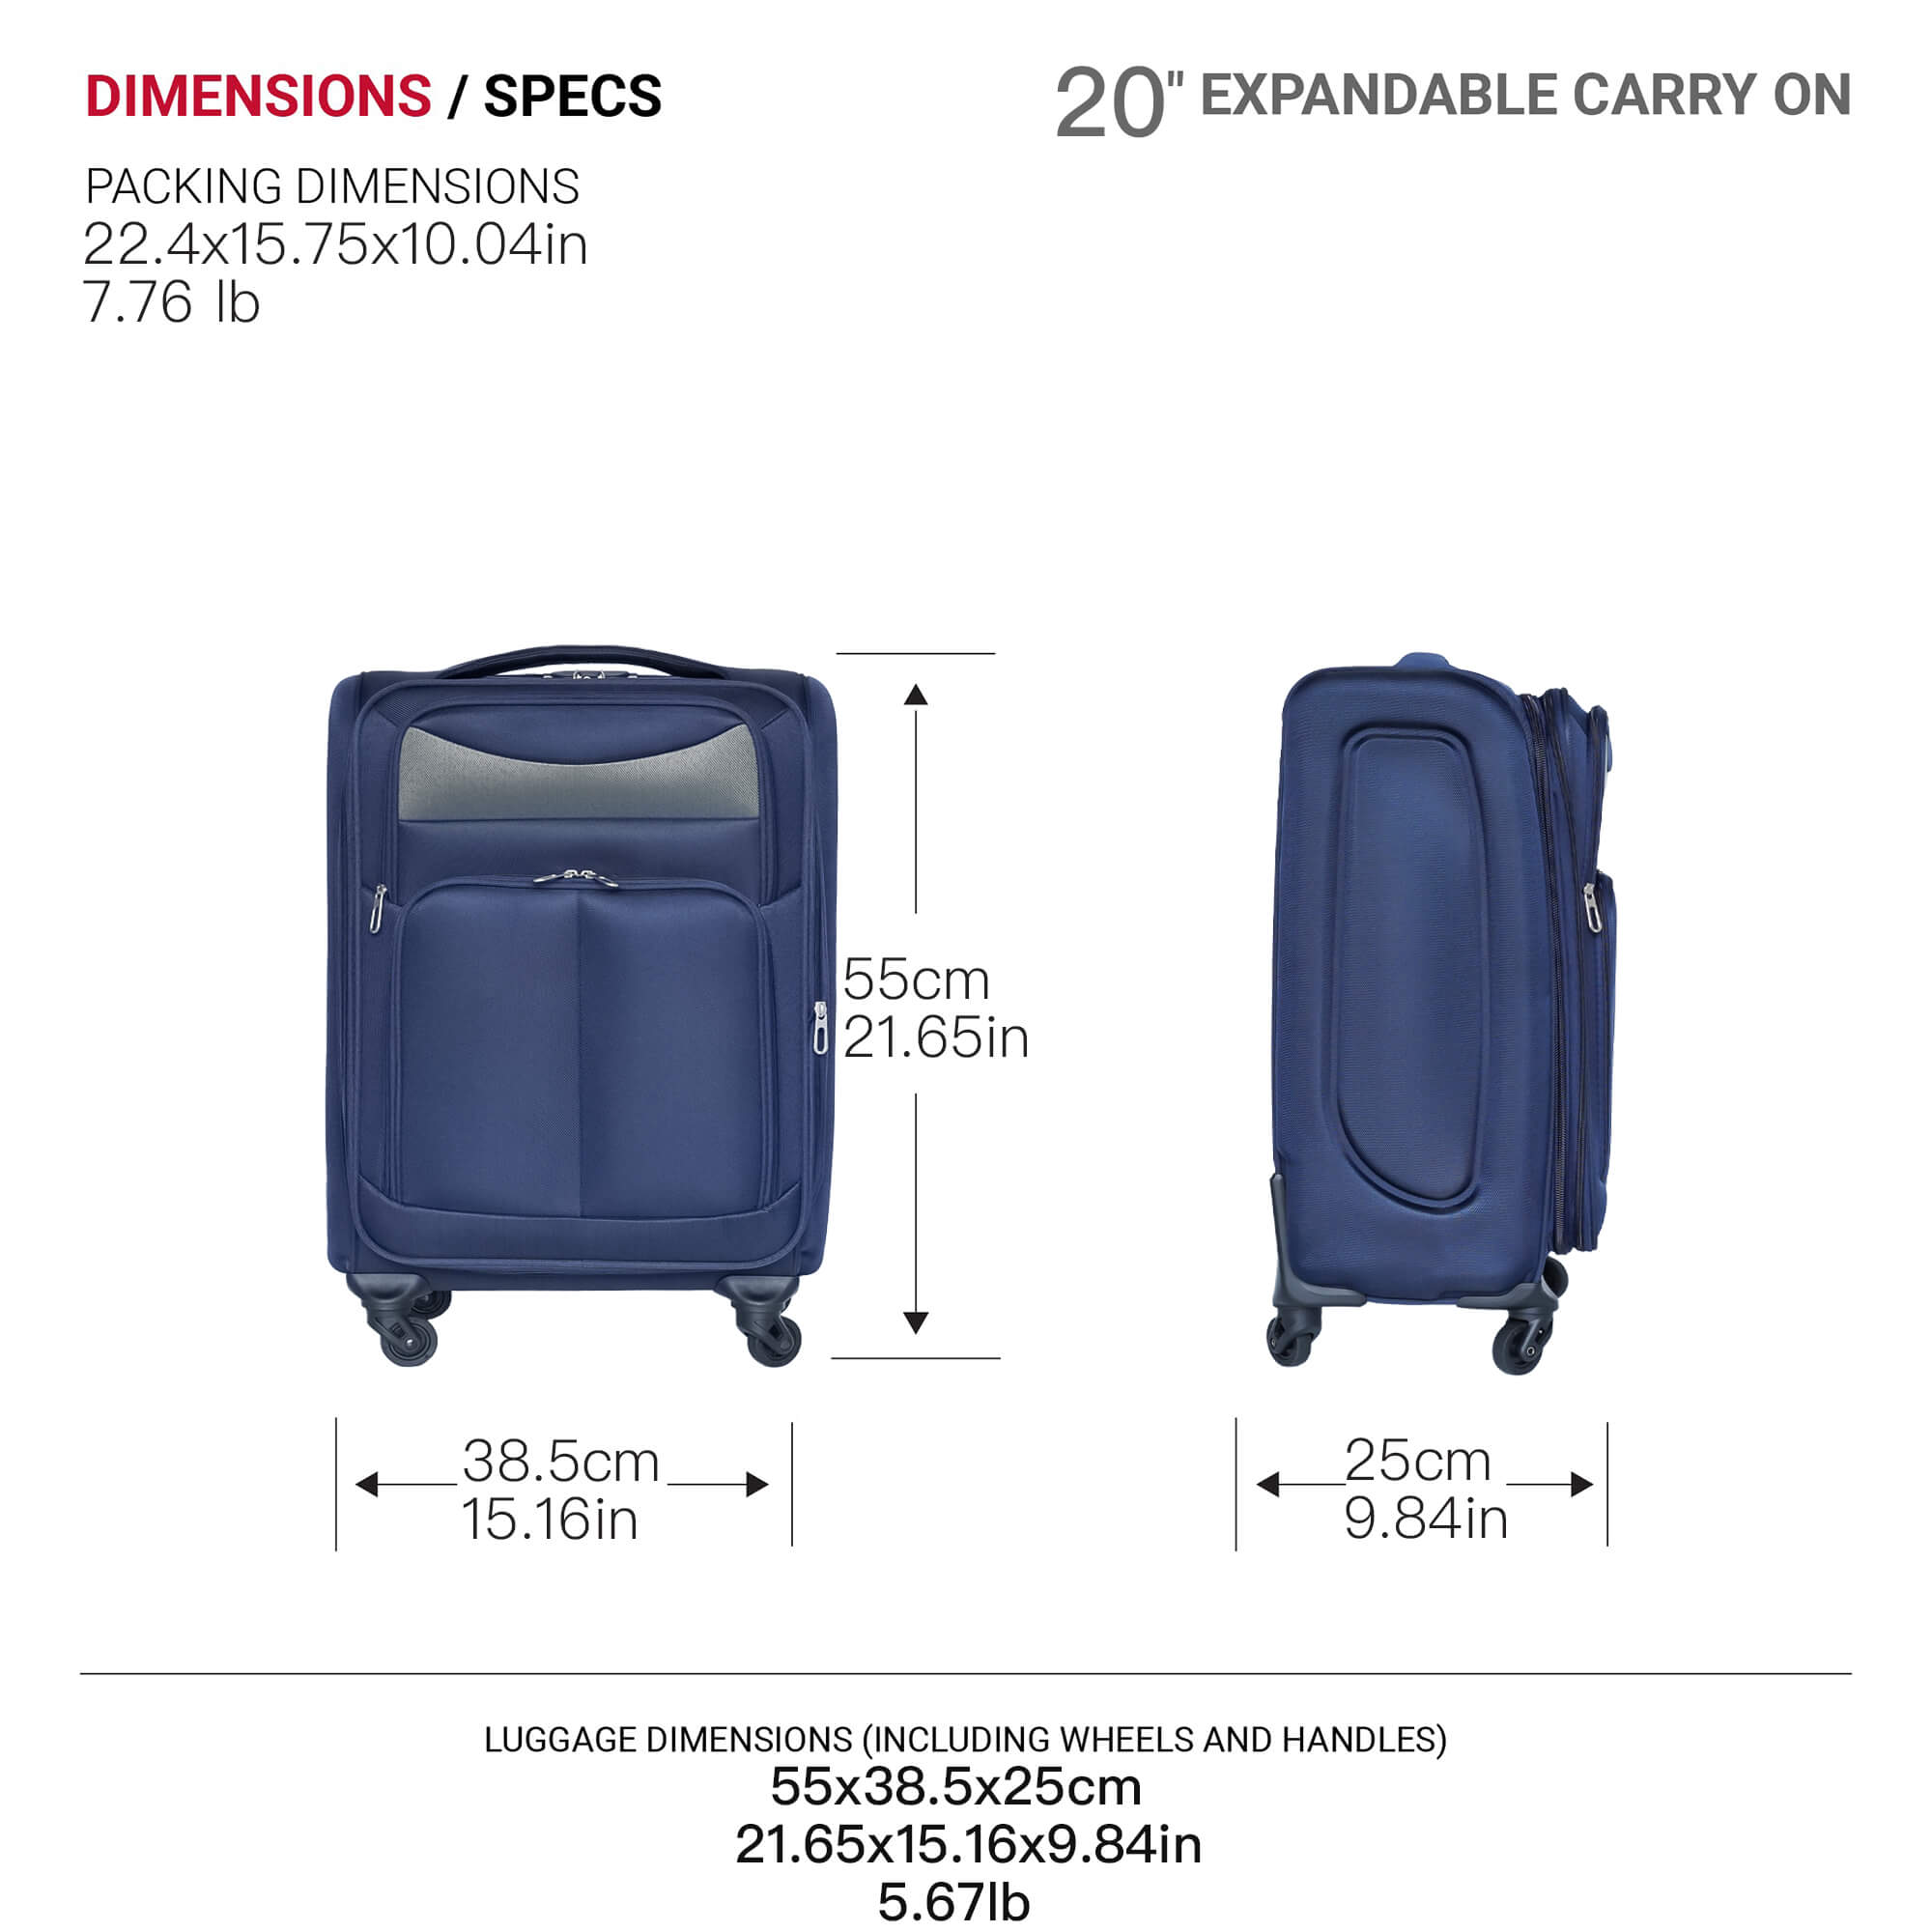 DIMENSIONS / SPECS
20" EXPANDABLE CARRY ON
PACKING DIMENSIONS
22.4x15.75x10.04in
7.76 lb
55cm
21.65in
38.5cm
15.16in
25cm
9.84in
LUGGAGE DIMENSIONS (INCLUDING WHEELS AND HANDLES)
55x38.5x25cm
21.65x15.16x9.84in
5.67lb